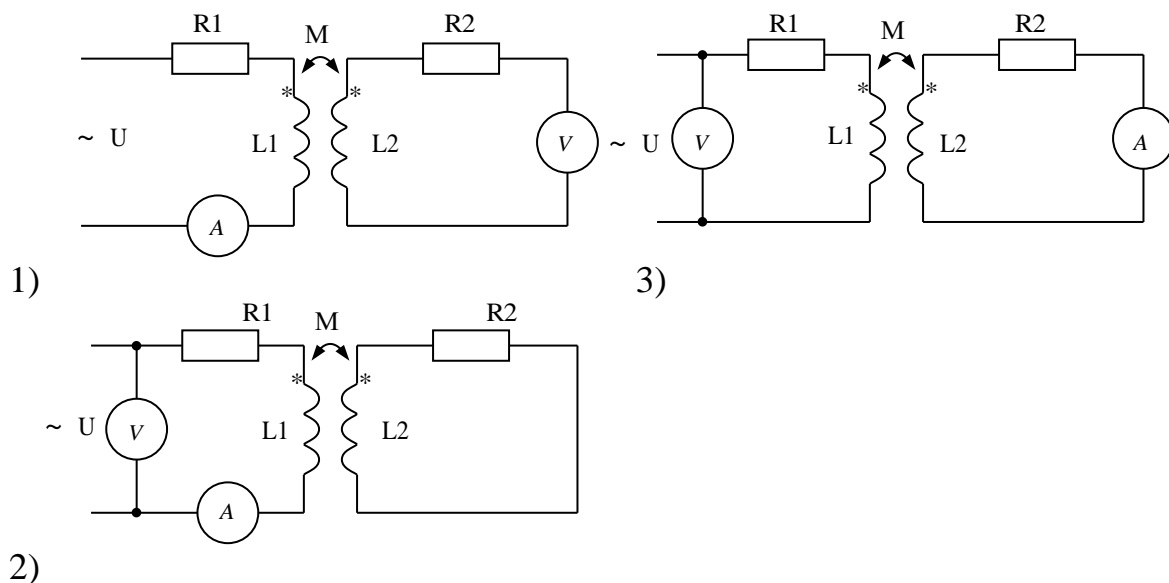 R1 M R2
* *
~ U L1 L2 V
A
1)
R1 M R2
* *
~ U V L1 L2 A
3)
R1 M R2
* *
~ U V L1 L2
A
2)